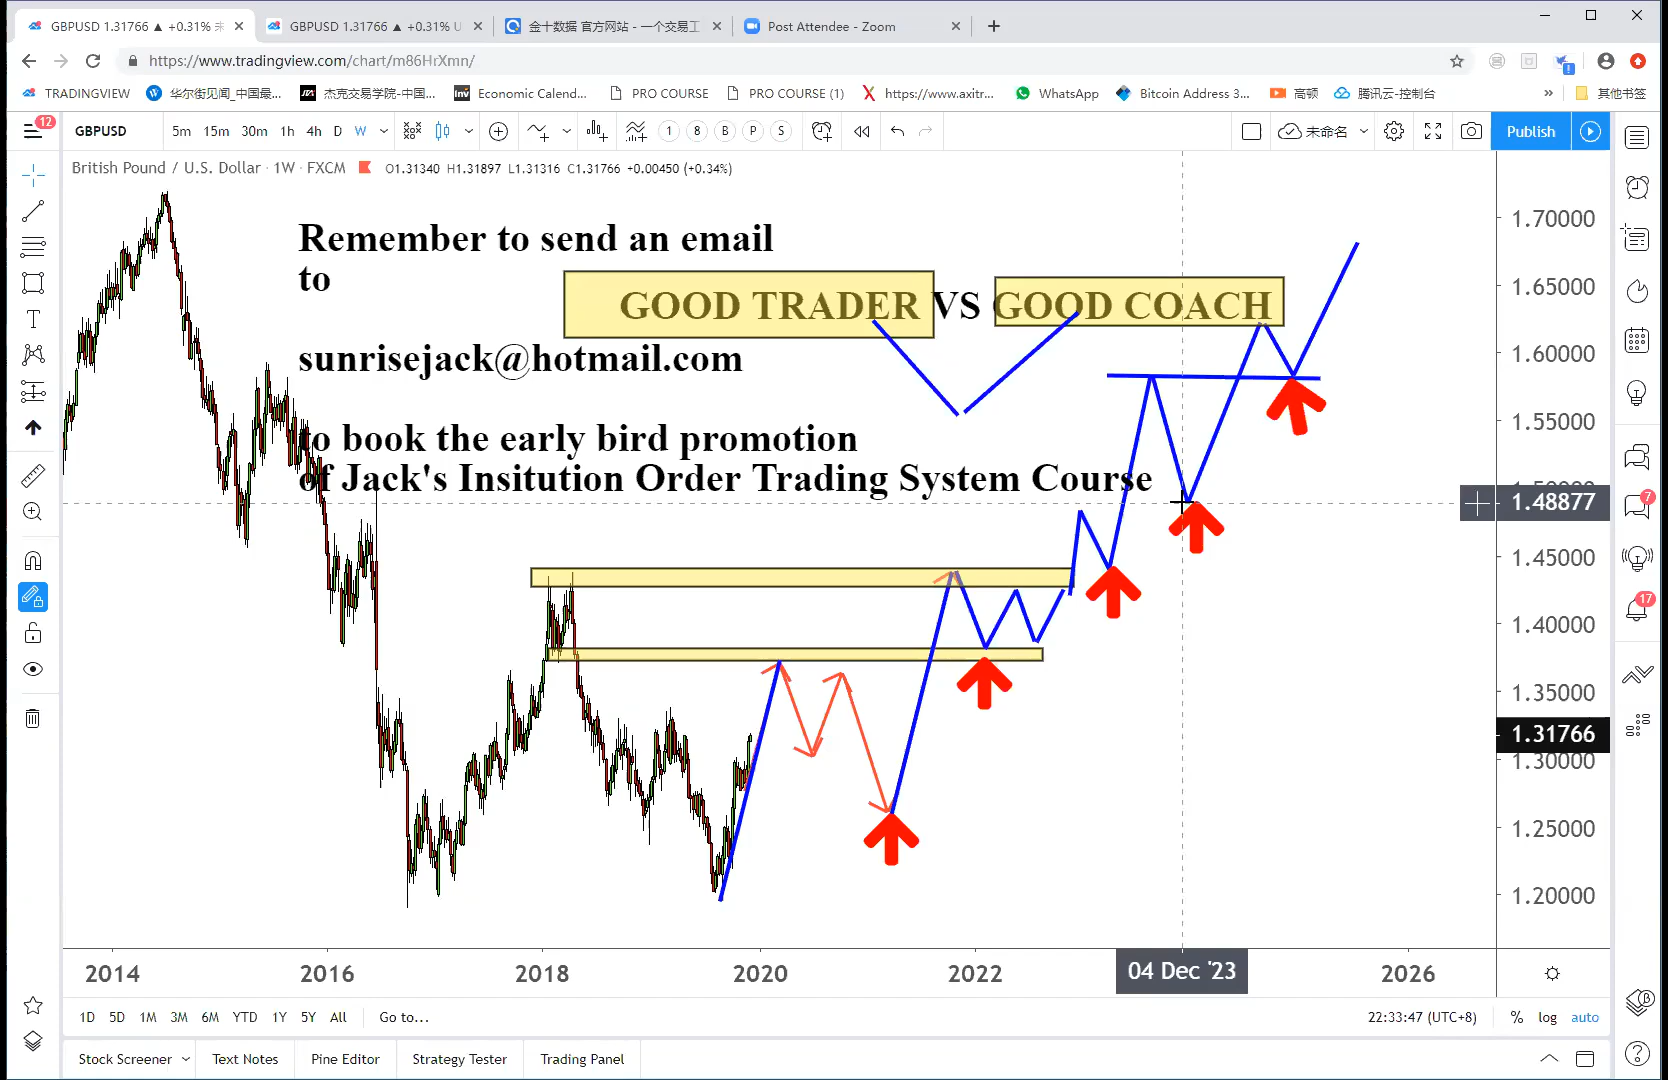 GBPUSD 1.31766 ▲ +0.31% 未
GBPUSD 1.31766 ▲ +0.31% U
金十数据 官方网站 - 一个交易工
Post Attendee - Zoom
https://www.tradingview.com/chart/m86HrXmn/
TRADINGVIEW
华尔街见闻_中国最...
杰克交易学院-中国...
Economic Calend...
PRO COURSE
PRO COURSE (1)
https://www.axitr...
WhatsApp
Bitcoin Address 3...
高顿
腾讯云-控制台
»
其他书签
12
GBPUSD
5m 15m 30m 1h 4h D W
1 8 B P S
未命名
Publish
British Pound / U.S. Dollar · 1W · FXCM
O1.31340 H1.31897 L1.31316 C1.31766 +0.00450 (+0.34%)
Remember to send an email
to
GOOD TRADER VS GOOD COACH
sunrisejack@hotmail.com
to book the early bird promotion
of Jack's Insitution Order Trading System Course
1.70000
1.65000
1.60000
1.55000
1.48877
1.45000
1.40000
1.35000
1.31766
1.30000
1.25000
1.20000
7
17
2014
2016
2018
2020
2022
04 Dec '23
2026
1D 5D 1M 3M 6M YTD 1Y 5Y All
Go to...
22:33:47 (UTC+8)
% log auto
Stock Screener
Text Notes
Pine Editor
Strategy Tester
Trading Panel